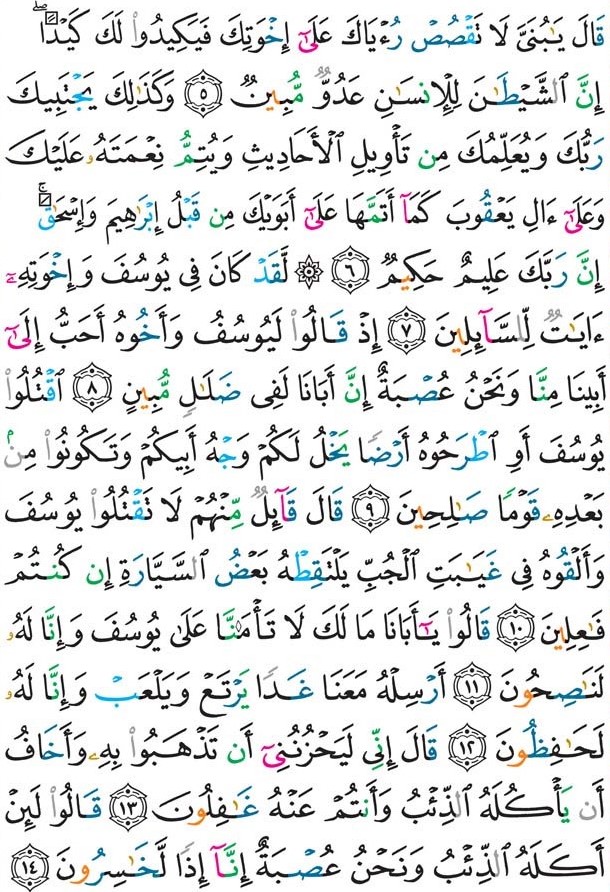 قَالَ يَـٰبُنَىَّ لَا تَقْصُصْ رُءْيَاكَ عَلَىٰٓ إِخْوَتِكَ فَيَكِيدُوا۟ لَكَ كَيْدًا ۖ
إِنَّ ٱلشَّيْطَـٰنَ لِلْإِنسَـٰنِ عَدُوٌّ مُّبِينٌ ٥ وَكَذَٰلِكَ يَجْتَبِيكَ
رَبُّكَ وَيُعَلِّمُكَ مِن تَأْوِيلِ ٱلْأَحَادِيثِ وَيُتِمُّ نِعْمَتَهُۥ عَلَيْكَ
وَعَلَىٰٓ ءَالِ يَعْقُوبَ كَمَآ أَتَمَّهَا عَلَىٰٓ أَبَوَيْكَ مِن قَبْلُ إِبْرَٰهِيمَ وَإِسْحَـٰقَ ۚ
إِنَّ رَبَّكَ عَلِيمٌ حَكِيمٌ ٦ ۞ لَّقَدْ كَانَ فِى يُوسُفَ وَإِخْوَتِهِۦٓ
ءَايَـٰتٌ لِّلسَّآئِلِينَ ٧ إِذْ قَالُوا۟ لَيُوسُفُ وَأَخُوهُ أَحَبُّ إِلَىٰٓ
أَبِينَا مِنَّا وَنَحْنُ عُصْبَةٌ إِنَّ أَبَانَا لَفِى ضَلَـٰلٍ مُّبِينٍ ٨ ٱقْتُلُوا۟
يُوسُفَ أَوِ ٱطْرَحُوهُ أَرْضًا يَخْلُ لَكُمْ وَجْهُ أَبِيكُمْ وَتَكُونُوا۟ مِنۢ
بَعْدِهِۦ قَوْمًا صَـٰلِحِينَ ٩ قَالَ قَآئِلٌ مِّنْهُمْ لَا تَقْتُلُوا۟ يُوسُفَ
وَأَلْقُوهُ فِى غَيَـٰبَتِ ٱلْجُبِّ يَلْتَقِطْهُ بَعْضُ ٱلسَّيَّارَةِ إِن كُنتُمْ
فَـٰعِلِينَ ١٠ قَالُوا۟ يَـٰٓأَبَانَا مَا لَكَ لَا تَأْمَ۫نَّا عَلَىٰ يُوسُفَ وَإِنَّا لَهُۥ
لَنَـٰصِحُونَ ١١ أَرْسِلْهُ مَعَنَا غَدًا يَرْتَعْ وَيَلْعَبْ وَإِنَّا لَهُۥ
لَحَـٰفِظُونَ ١٢ قَالَ إِنِّى لَيَحْزُنُنِىٓ أَن تَذْهَبُوا۟ بِهِۦ وَأَخَافُ
أَن يَأْكُلَهُ ٱلذِّئْبُ وَأَنتُمْ عَنْهُ غَـٰفِلُونَ ١٣ قَالُوا۟ لَئِنْ
أَكَلَهُ ٱلذِّئْبُ وَنَحْنُ عُصْبَةٌ إِنَّآ إِذًا لَّخَـٰسِرُونَ ١٤